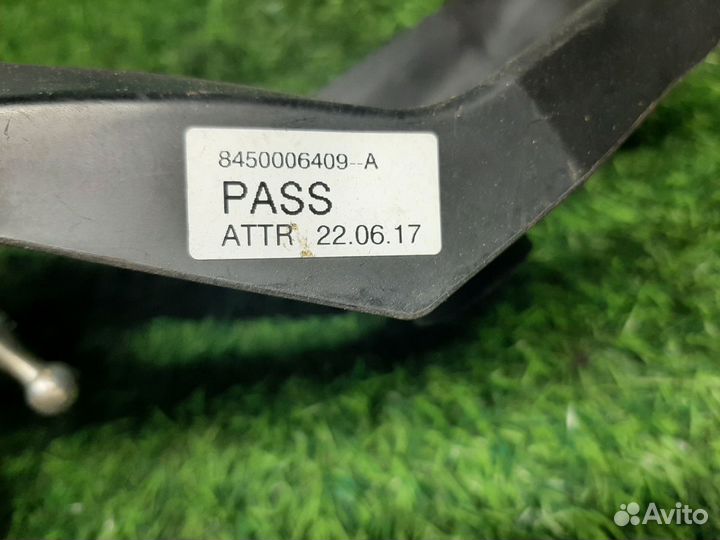 8450006409--A
PASS
ATTR 22.06.17
Avito